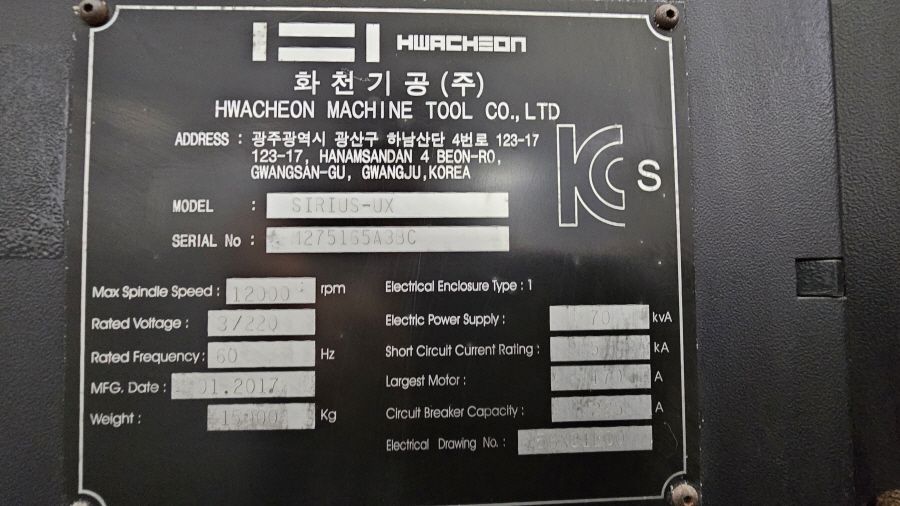 HWACHEON
화천기공(주)
HWACHEON MACHINE TOOL CO.,LTD
ADDRESS : 광주광역시 광산구 하남산단 4번로 123-17
123-17, HANAMSANDAN 4 BEON-RO,
GWANGSAN-GU, GWANGJU,KOREA
KC S
MODEL : SIRIUS-UX
SERIAL No :
Max Spindle Speed : 12000 rpm
Rated Voltage : 3/220
Rated Frequency : 60 Hz
MFG. Date : 01.2017
Weight : Kg
Electrical Enclosure Type : 1
Electric Power Supply : 70 kvA
Short Circuit Current Rating : kA
Largest Motor : A
Circuit Breaker Capacity : A
Electrical Drawing No. :